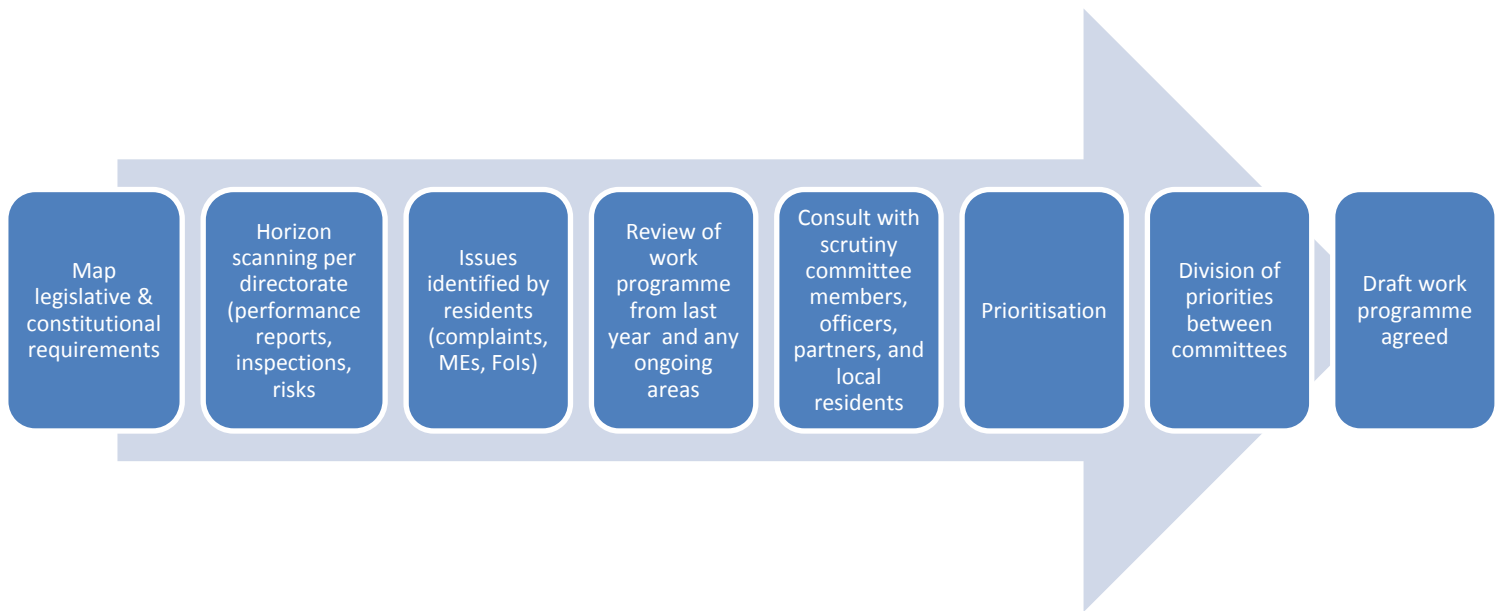 Map
legislative &
constitutional
requirements
Horizon
scanning per
directorate
(performance
reports,
inspections,
risks
Issues
identified by
residents
(complaints,
MEs, FoIs)
Review of
work
programme
from last
year  and any
ongoing
areas
Consult with
scrutiny
committee
members,
officers,
partners, and
local
residents
Prioritisation
Division of
priorities
between
committees
Draft work
programme
agreed